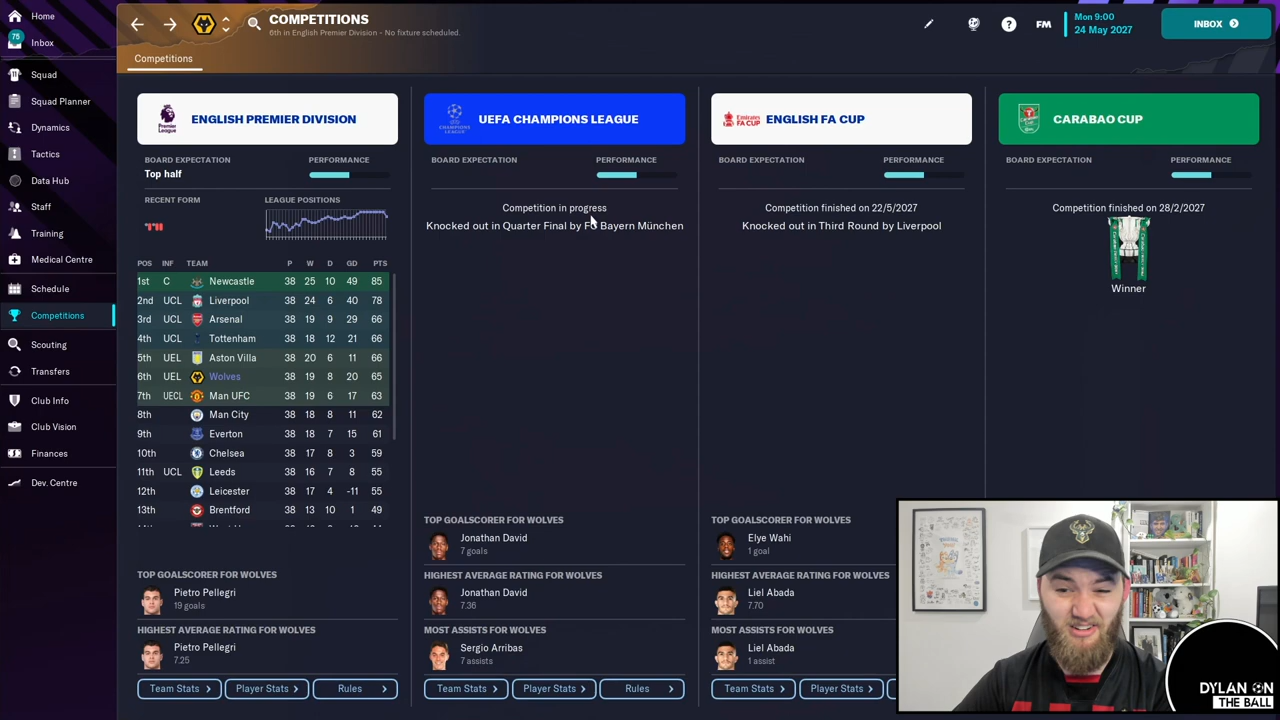 Home
COMPETITIONS
6th in English Premier Division - No fixture scheduled.
FM
Mon 9:00
24 May 2027
INBOX
75
Inbox
Competitions
Squad
Squad Planner
Dynamics
Tactics
Data Hub
Staff
Training
Medical Centre
Schedule
Competitions
Scouting
Transfers
Club Info
Club Vision
Finances
Dev. Centre
Premier League
ENGLISH PREMIER DIVISION
BOARD EXPECTATION
PERFORMANCE
Top half
RECENT FORM
LEAGUE POSITIONS
POS INF TEAM P W D GD PTS
1st C Newcastle 38 25 10 49 85
2nd UCL Liverpool 38 24 6 40 78
3rd UCL Arsenal 38 19 9 29 66
4th UCL Tottenham 38 18 12 21 66
5th UEL Aston Villa 38 20 6 11 66
6th UEL Wolves 38 19 8 20 65
7th UECL Man UFC 38 19 6 17 63
8th Man City 38 18 8 11 62
9th Everton 38 18 7 15 61
10th Chelsea 38 17 8 3 59
11th UCL Leeds 38 16 7 8 55
12th Leicester 38 17 4 -11 55
13th Brentford 38 13 10 1 49
TOP GOALSCORER FOR WOLVES
Pietro Pellegri
19 goals
HIGHEST AVERAGE RATING FOR WOLVES
Pietro Pellegri
7.25
Team Stats
Player Stats
Rules
CHAMPIONS LEAGUE
UEFA CHAMPIONS LEAGUE
BOARD EXPECTATION
PERFORMANCE
Competition in progress
Knocked out in Quarter Final by FC Bayern München
TOP GOALSCORER FOR WOLVES
Jonathan David
7 goals
HIGHEST AVERAGE RATING FOR WOLVES
Jonathan David
7.36
MOST ASSISTS FOR WOLVES
Sergio Arribas
7 assists
Team Stats
Player Stats
Rules
Emirates FA CUP
ENGLISH FA CUP
BOARD EXPECTATION
PERFORMANCE
Competition finished on 22/5/2027
Knocked out in Third Round by Liverpool
TOP GOALSCORER FOR WOLVES
Elye Wahi
1 goal
HIGHEST AVERAGE RATING FOR WOLVES
Liel Abada
7.70
MOST ASSISTS FOR WOLVES
Liel Abada
1 assist
Team Stats
Player Stats
CARABAO CUP
BOARD EXPECTATION
PERFORMANCE
Competition finished on 28/2/2027
Winner
DYLAN ON
THE BALL